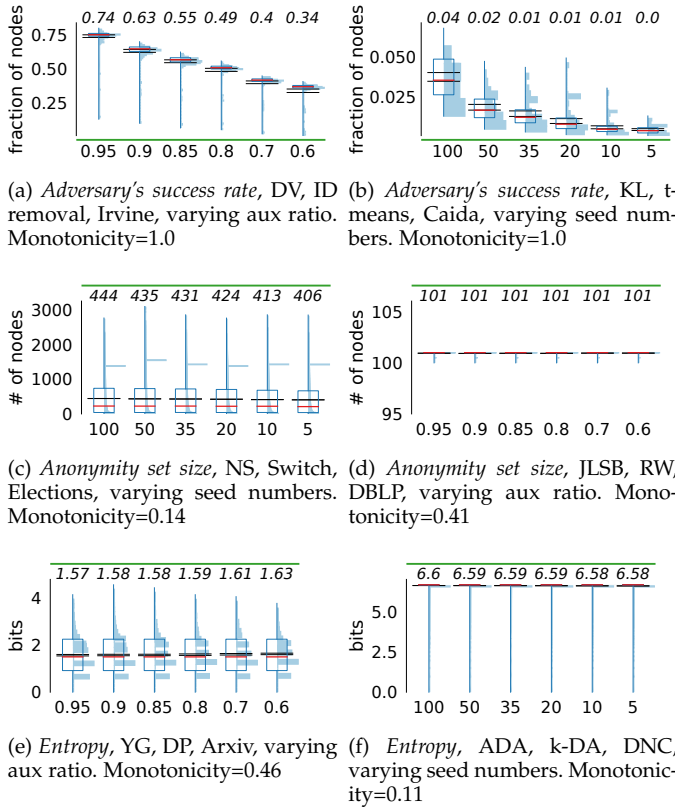 0.74 0.63 0.55 0.49 0.4 0.34
fraction of nodes
0.75
0.50
0.25
0.95 0.9 0.85 0.8 0.7 0.6
(a) Adversary's success rate, DV, ID
removal, Irvine, varying aux ratio.
Monotonicity=1.0
0.04 0.02 0.01 0.01 0.01 0.0
fraction of nodes
0.050
0.025
100 50 35 20 10 5
(b) Adversary's success rate, KL, t-
means, Caida, varying seed num-
bers. Monotonicity=1.0
444 435 431 424 413 406
# of nodes
3000
2000
1000
0
100 50 35 20 10 5
(c) Anonymity set size, NS, Switch,
Elections, varying seed numbers.
Monotonicity=0.14
101 101 101 101 101 101
# of nodes
105
100
95
0.95 0.9 0.85 0.8 0.7 0.6
(d) Anonymity set size, JLSB, RW,
DBLP, varying aux ratio. Mono-
tonicity=0.41
1.57 1.58 1.58 1.59 1.61 1.63
bits
4
2
0
0.95 0.9 0.85 0.8 0.7 0.6
(e) Entropy, YG, DP, Arxiv, varying
aux ratio. Monotonicity=0.46
6.6 6.59 6.59 6.59 6.58 6.58
bits
5.0
2.5
0.0
100 50 35 20 10 5
(f) Entropy, ADA, k-DA, DNC,
varying seed numbers. Monotonic-
ity=0.11